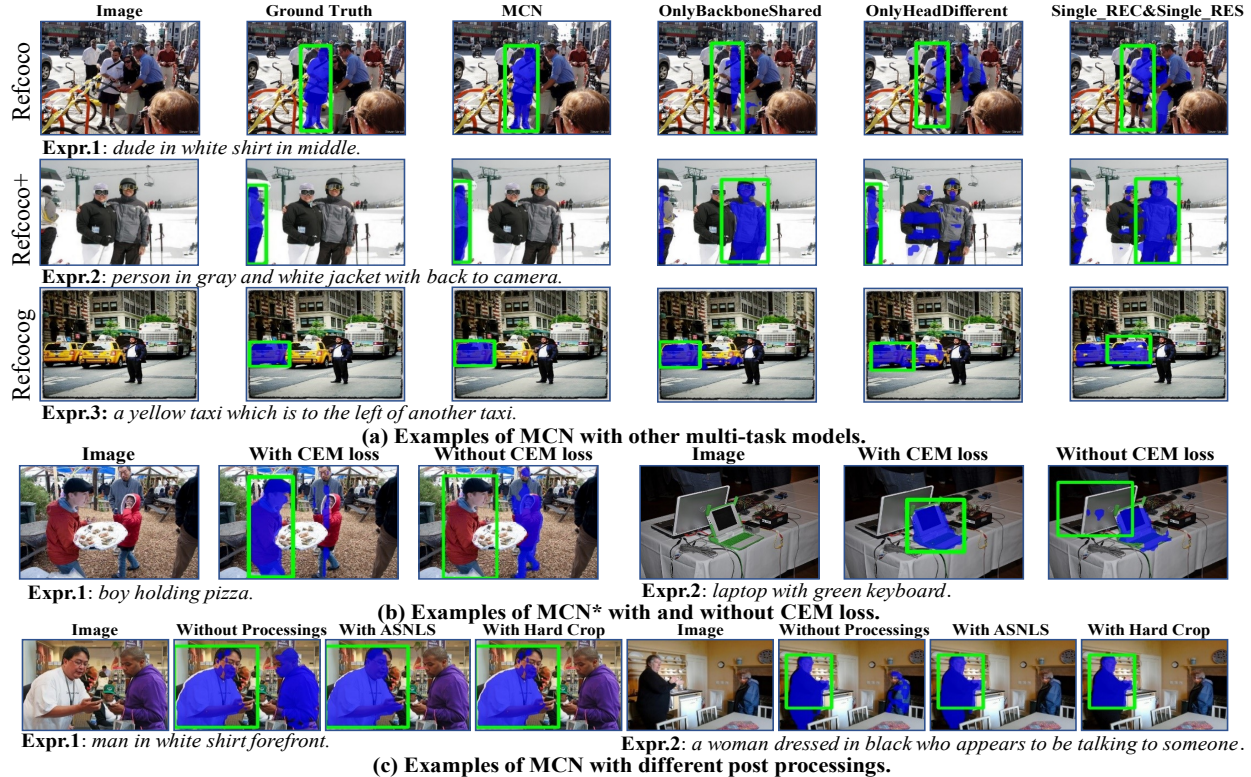 Image Ground Truth MCN OnlyBackboneShared OnlyHeadDifferent Single_REC&Single_RES
Refcoco
Expr.1: dude in white shirt in middle.
Refcoco+
Expr.2: person in gray and white jacket with back to camera.
Refcocog
Expr.3: a yellow taxi which is to the left of another taxi.
(a) Examples of MCN with other multi-task models.
Image With CEM loss Without CEM loss Image With CEM loss Without CEM loss
Expr.1: boy holding pizza. Expr.2: laptop with green keyboard.
(b) Examples of MCN* with and without CEM loss.
Image Without Processings With ASNLS With Hard Crop Image Without Processings With ASNLS With Hard Crop
Expr.1: man in white shirt forefront. Expr.2: a woman dressed in black who appears to be talking to someone.
(c) Examples of MCN with different post processings.